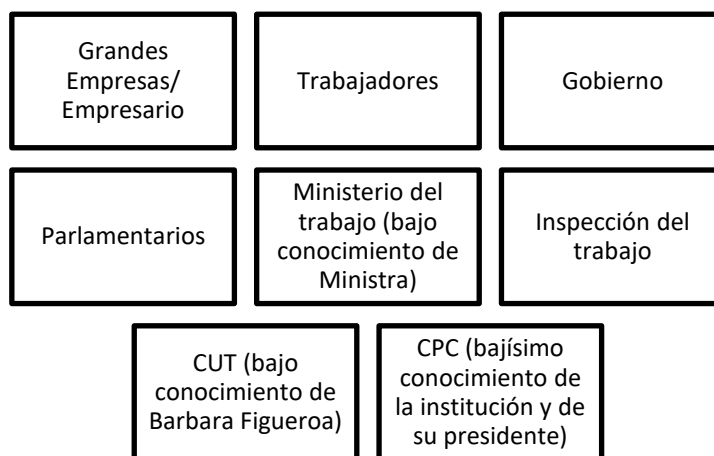 Grandes
Empresas/
Empresario
Trabajadores
Gobierno
Parlamentarios
Ministerio del
trabajo (bajo
conocimiento de
Ministra)
Inspección del
trabajo
CUT (bajo
conocimiento de
Barbara Figueroa)
CPC (bajísimo
conocimiento de
la institución y de
su presidente)